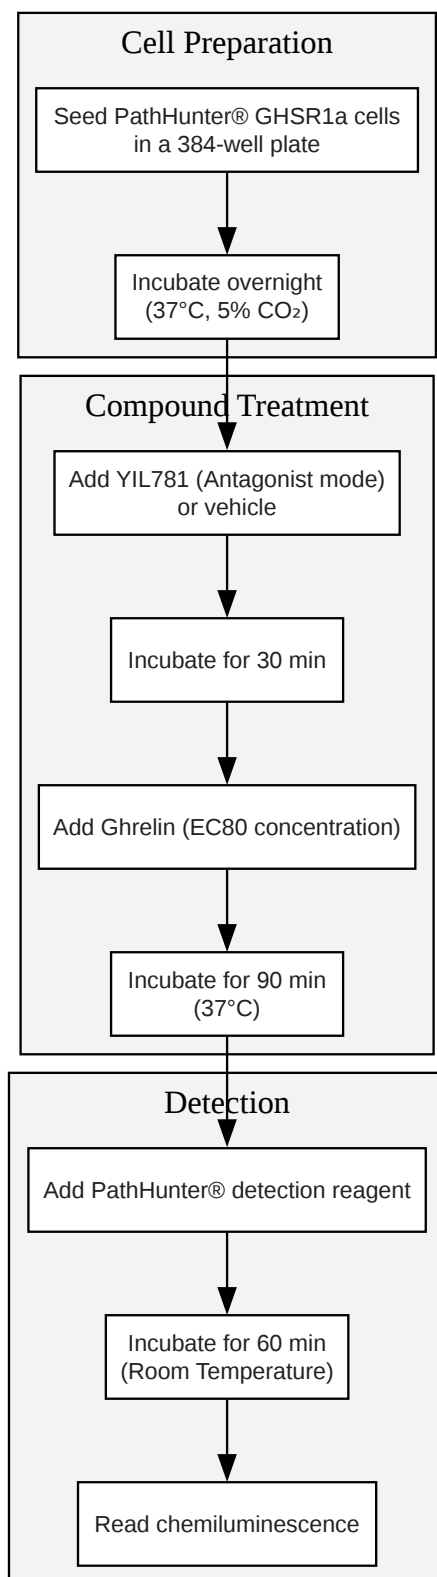 Cell Preparation
Seed PathHunter® GHSR1a cells
in a 384-well plate
Incubate overnight
(37°C, 5% CO₂)
Compound Treatment
Add YIL781 (Antagonist mode)
or vehicle
Incubate for 30 min
Add Ghrelin (EC80 concentration)
Incubate for 90 min
(37°C)
Detection
Add PathHunter® detection reagent
Incubate for 60 min
(Room Temperature)
Read chemiluminescence